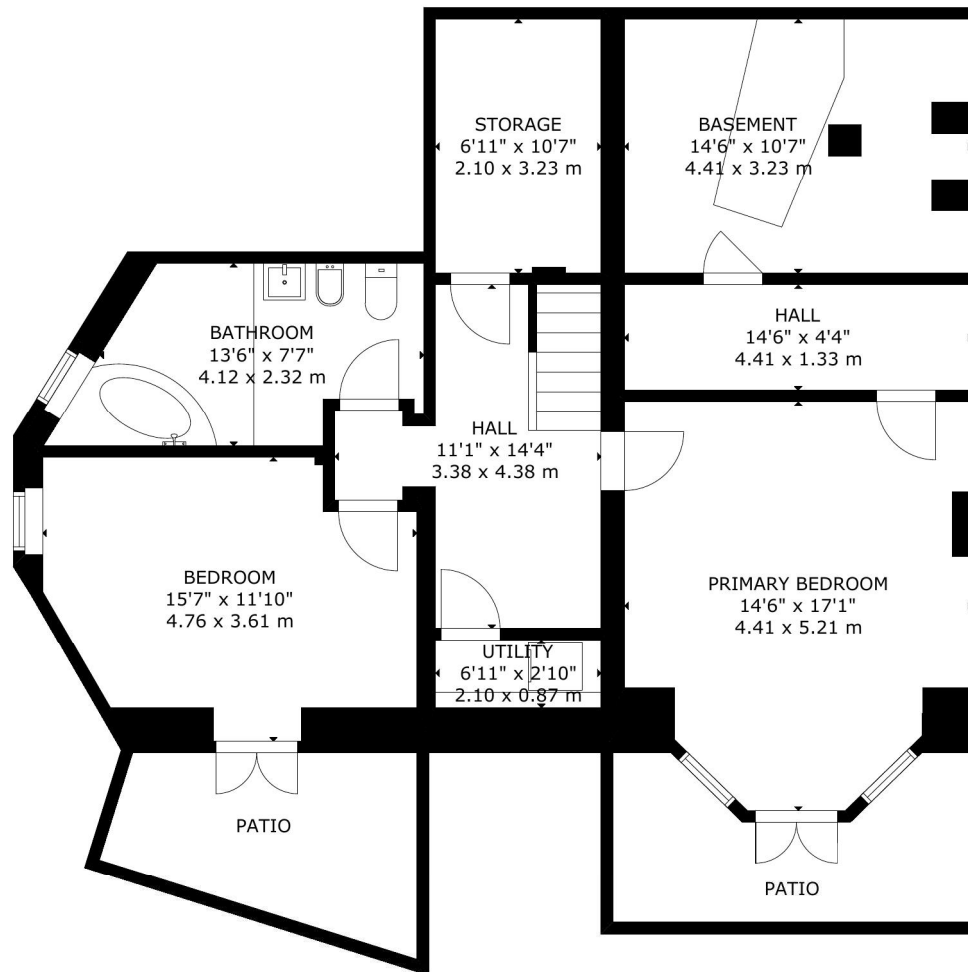 STORAGE
6'11" x 10'7"
2.10 x 3.23 m
BASEMENT
14'6" x 10'7"
4.41 x 3.23 m
BATHROOM
13'6" x 7'7"
4.12 x 2.32 m
HALL
14'6" x 4'4"
4.41 x 1.33 m
HALL
11'1" x 14'4"
3.38 x 4.38 m
BEDROOM
15'7" x 11'10"
4.76 x 3.61 m
PRIMARY BEDROOM
14'6" x 17'1"
4.41 x 5.21 m
UTILITY
6'11" x 2'10"
2.10 x 0.87 m
PATIO
PATIO